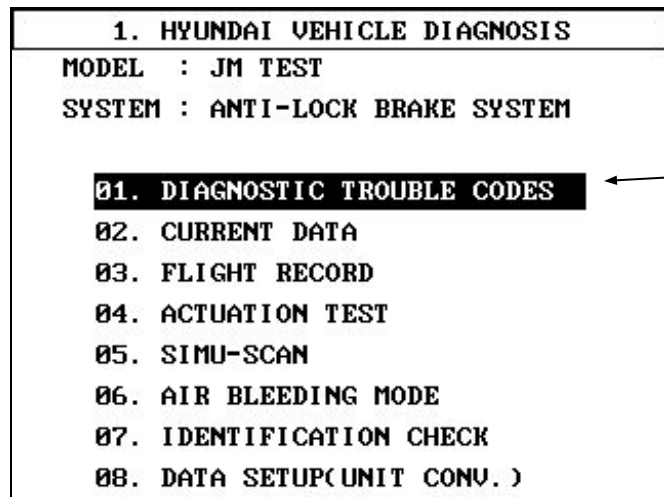 1. HYUNDAI VEHICLE DIAGNOSIS
MODEL : JM TEST
SYSTEM : ANTI-LOCK BRAKE SYSTEM
01. DIAGNOSTIC TROUBLE CODES
02. CURRENT DATA
03. FLIGHT RECORD
04. ACTUATION TEST
05. SIMU-SCAN
06. AIR BLEEDING MODE
07. IDENTIFICATION CHECK
08. DATA SETUP(UNIT CONV.)